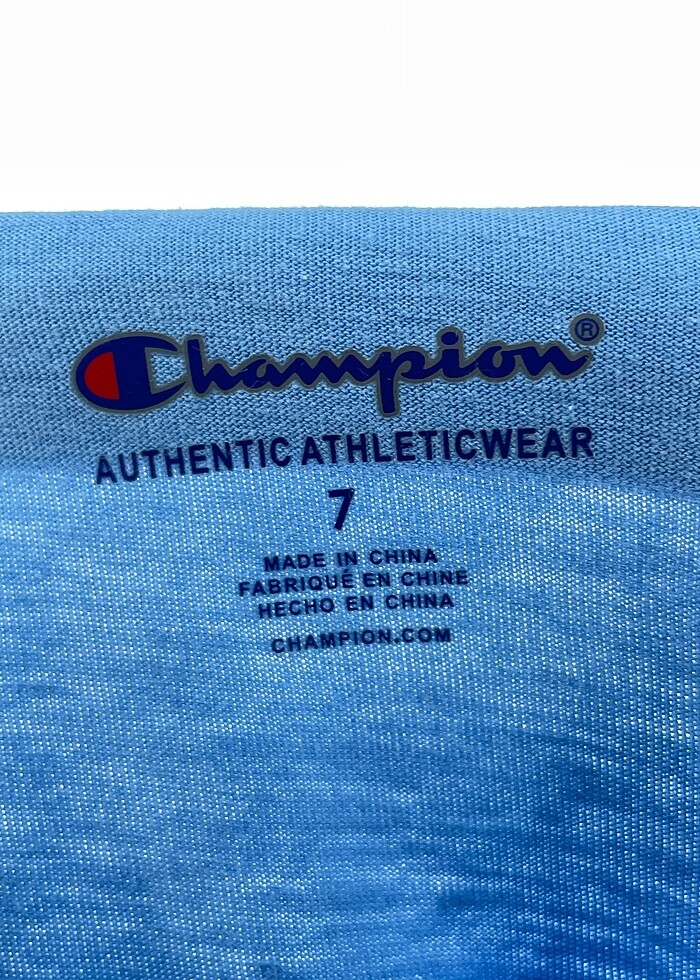 Champion®
AUTHENTIC ATHLETICWEAR
7
MADE IN CHINA
FABRIQUÉ EN CHINE
HECHO EN CHINA
CHAMPION.COM